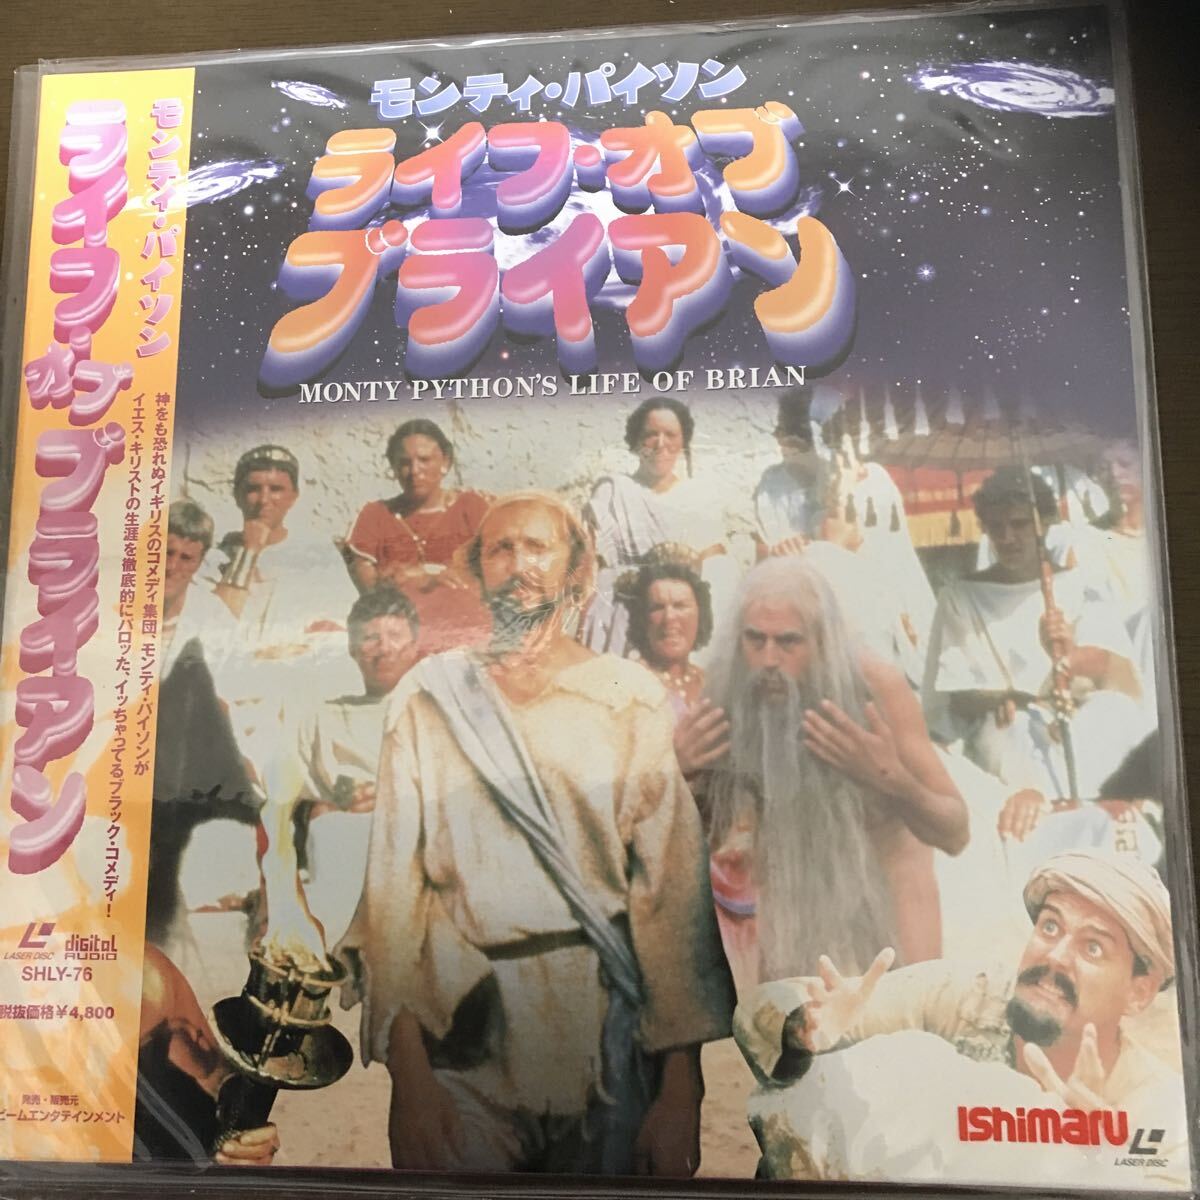 モンティ・パイソン
ライフ・オブ
ブライアン
MONTY PYTHON'S LIFE OF BRIAN
モンティ・パイソン
ライフ・オブ ブライアン
神をも恐れぬイギリスのコメディ集団、モンティ・パイソンが
イエス・キリストの生涯を徹底的にパロッた、イッちゃってるブラック・コメディ!
LASER DISC
digital AUDIO
SHLY-76
税抜価格¥4,800
発売・販売元
ビームエンタテインメント
Ishimaru
LASER DISC